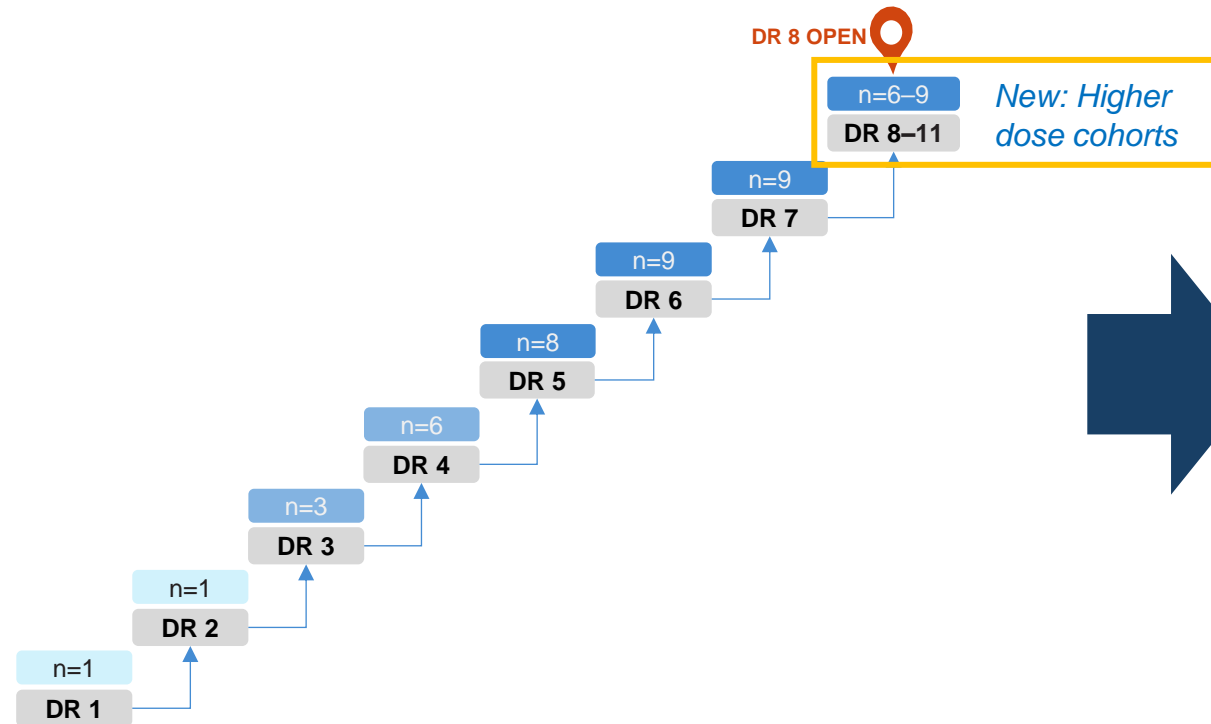 DR 8 OPEN
n=6–9
DR 8–11
New: Higher
dose cohorts
n=9
DR 7
n=9
DR 6
n=8
DR 5
n=6
DR 4
n=3
DR 3
n=1
DR 2
n=1
DR 1